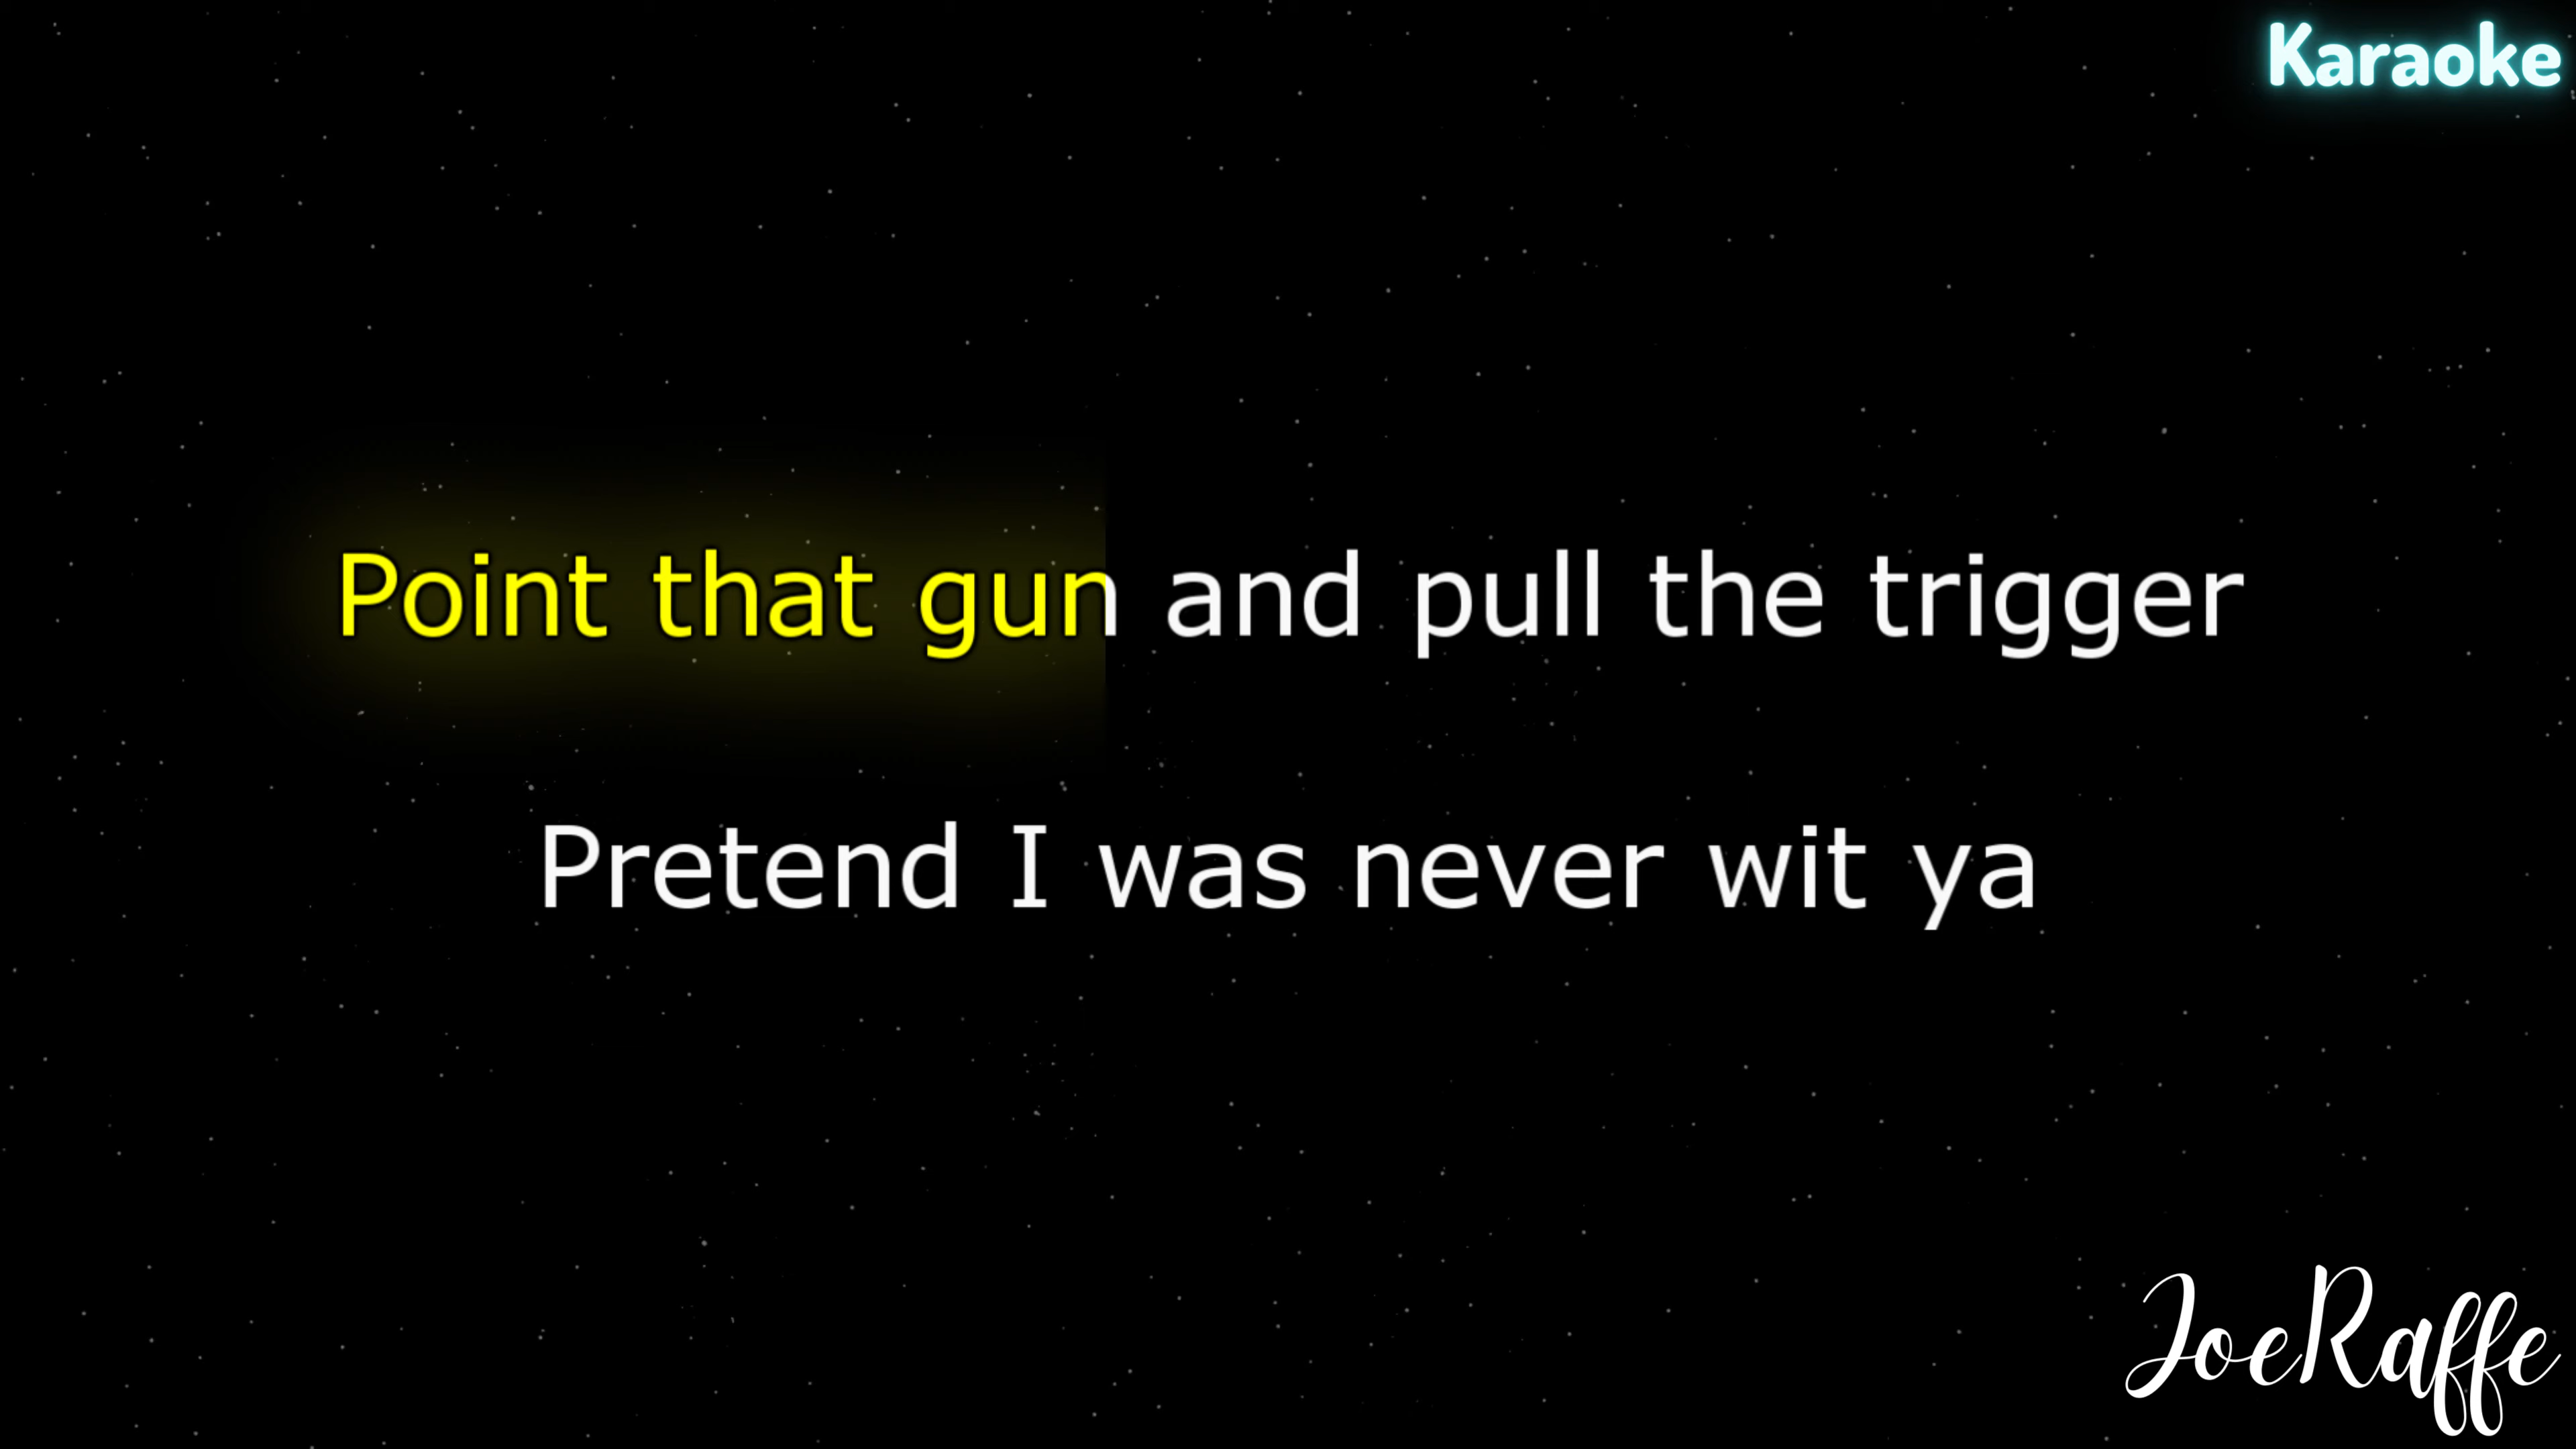 Karaoke
Point that gun and pull the trigger
Pretend I was never wit ya
JoeRaffe